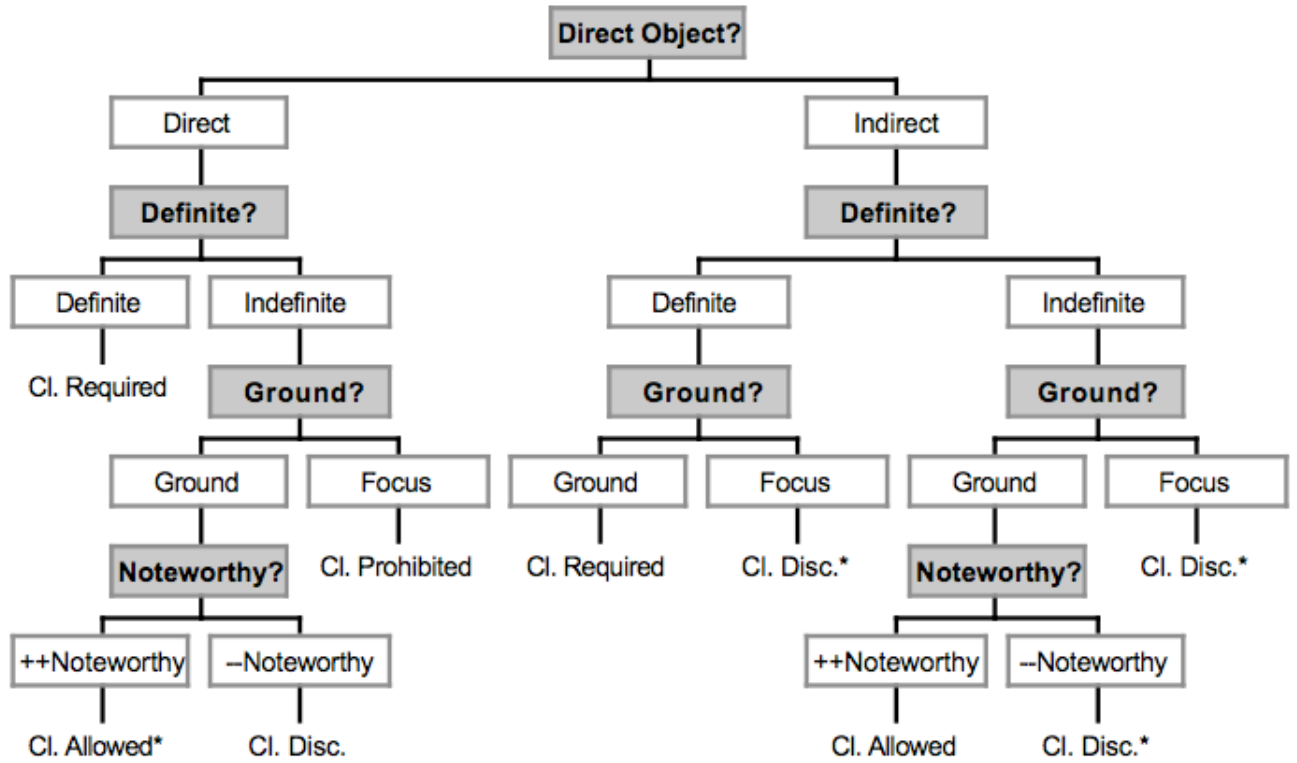 Direct Object?
Direct Indirect
Definite? Definite?
Definite Indefinite Definite Indefinite
Cl. Required Ground? Ground? Ground?
Ground Focus Ground Focus Ground Focus
Noteworthy? Cl. Prohibited Cl. Required Cl. Disc.* Noteworthy? Cl. Disc.*
++Noteworthy --Noteworthy ++Noteworthy --Noteworthy
Cl. Allowed* Cl. Disc. Cl. Allowed Cl. Disc.*